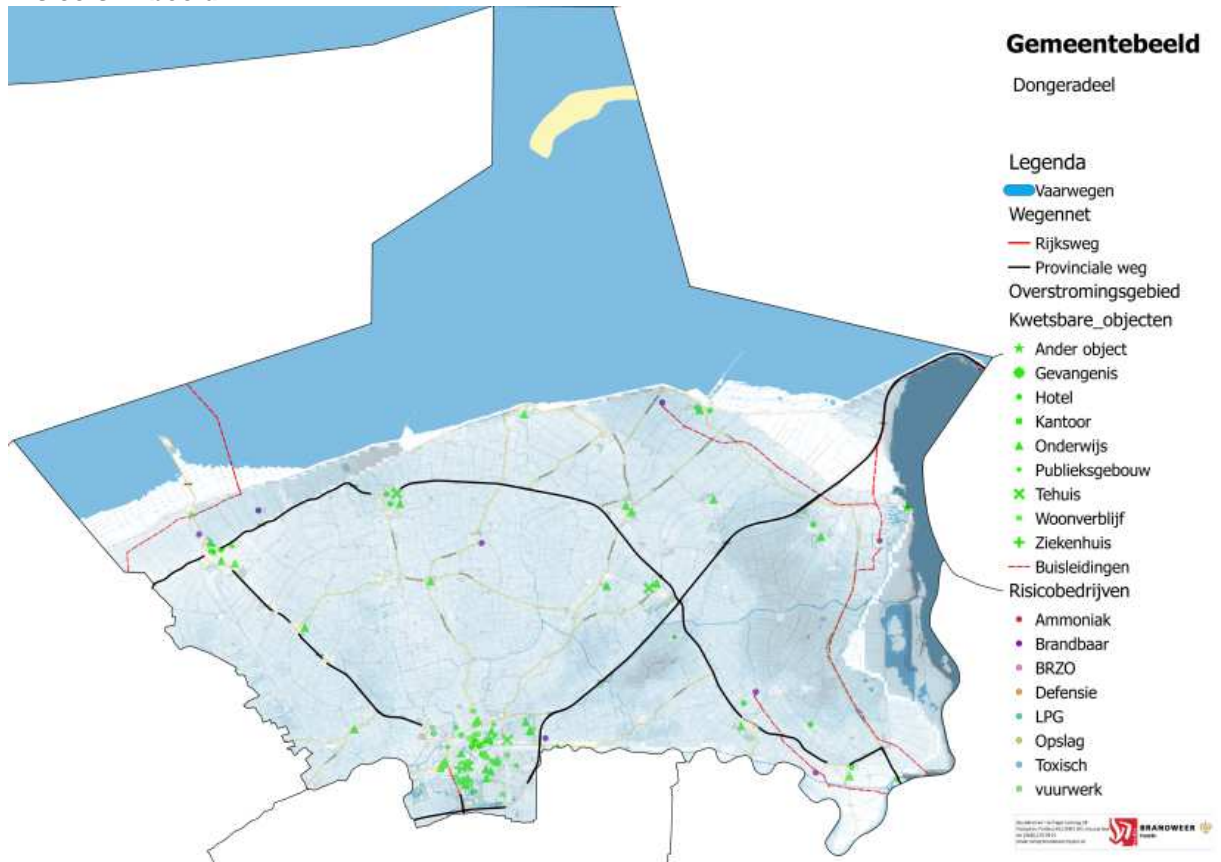 Gemeentebeeld
Dongeradeel
Legenda
Vaarwegen
Wegennet
Rijksweg
Provinciale weg
Overstromingsgebied
Kwetsbare_objecten
Ander object
Gevangenis
Hotel
Kantoor
Onderwijs
Publieksgebouw
Tehuis
Woonverblijf
Ziekenhuis
Buisleidingen
Risicobedrijven
Ammoniak
Brandbaar
BRZO
Defensie
LPG
Opslag
Toxisch
vuurwerk
BRANDWEER